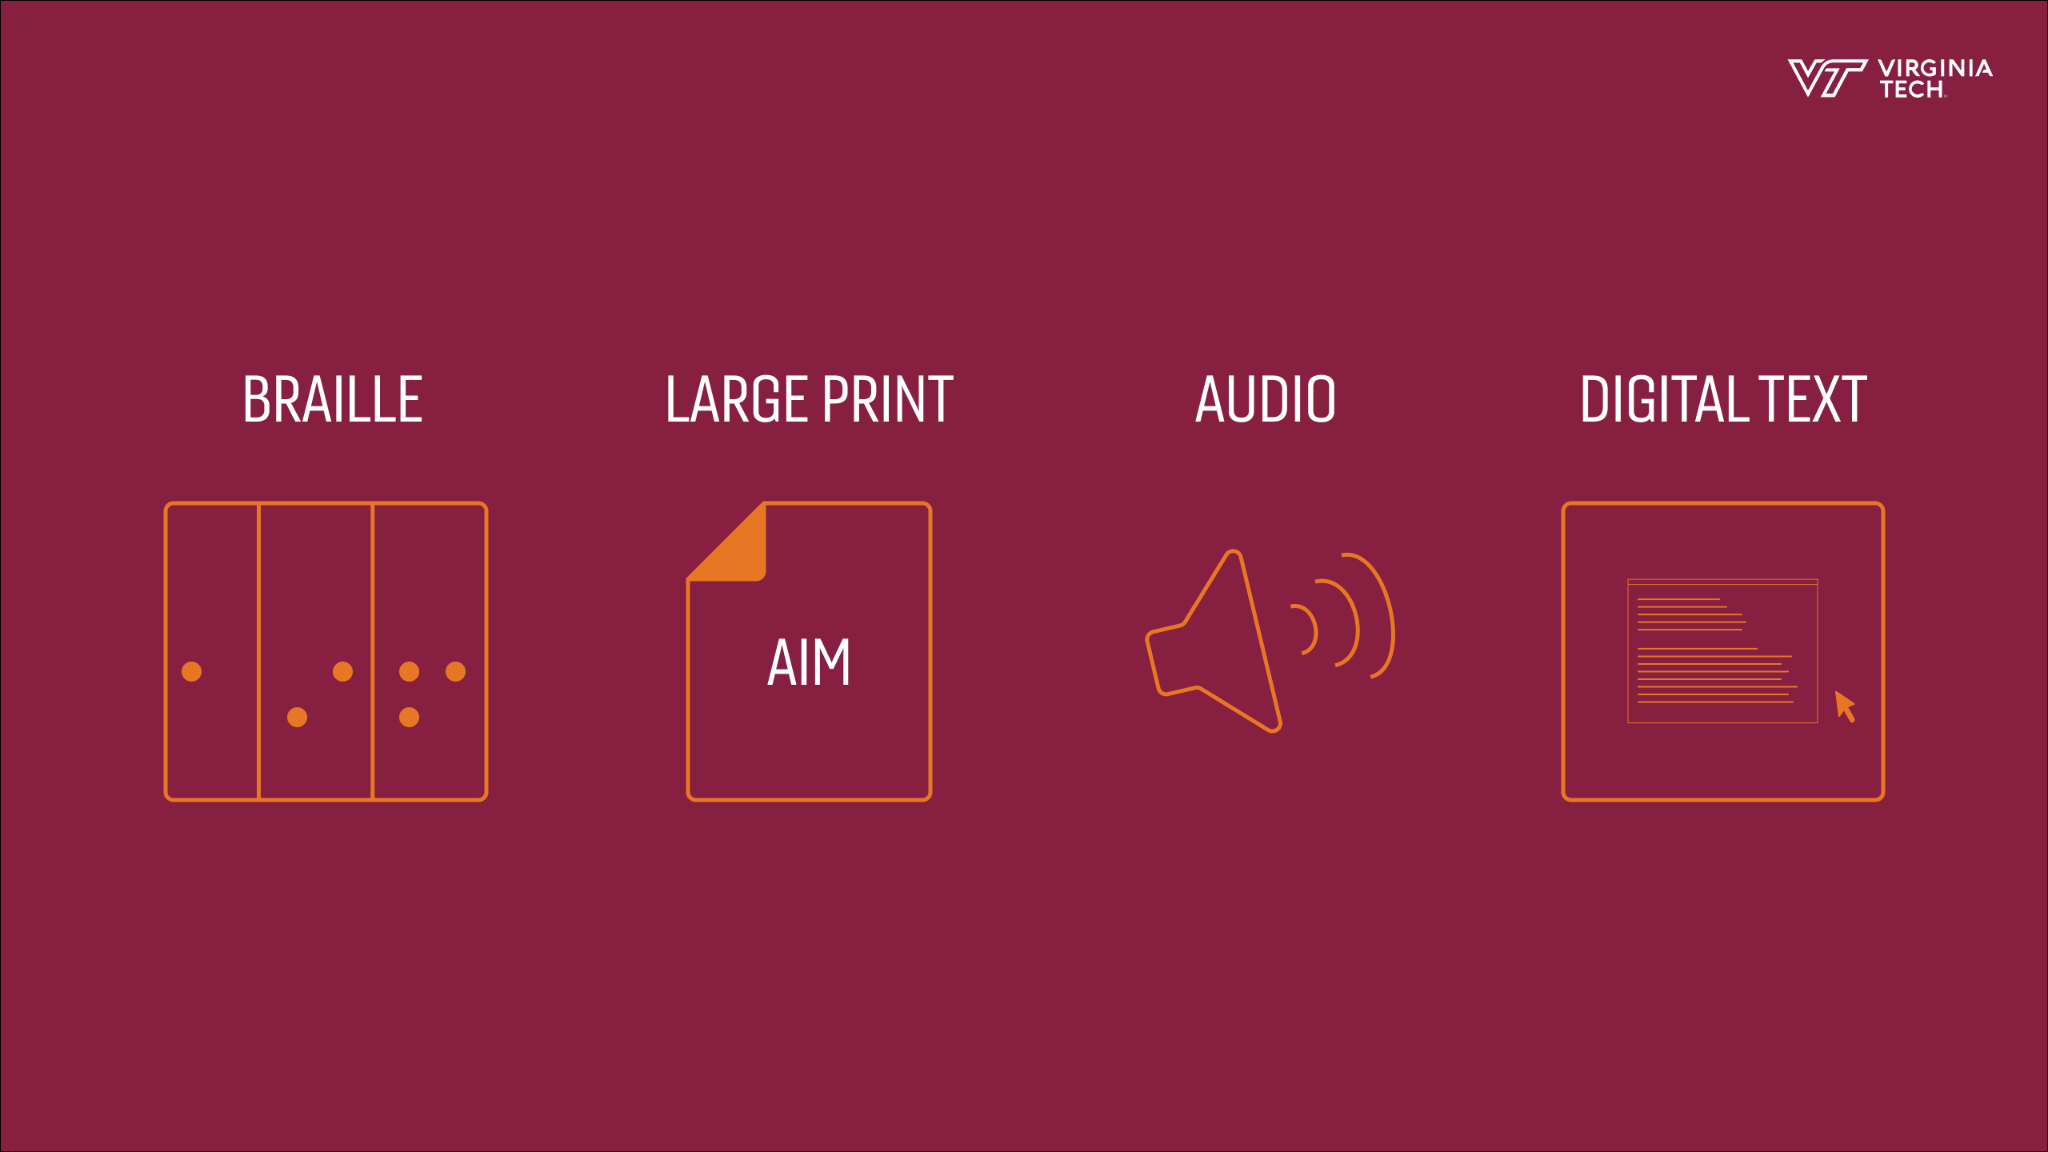 VIRGINIA
TECH
BRAILLE
LARGE PRINT
AUDIO
DIGITAL TEXT
AIM